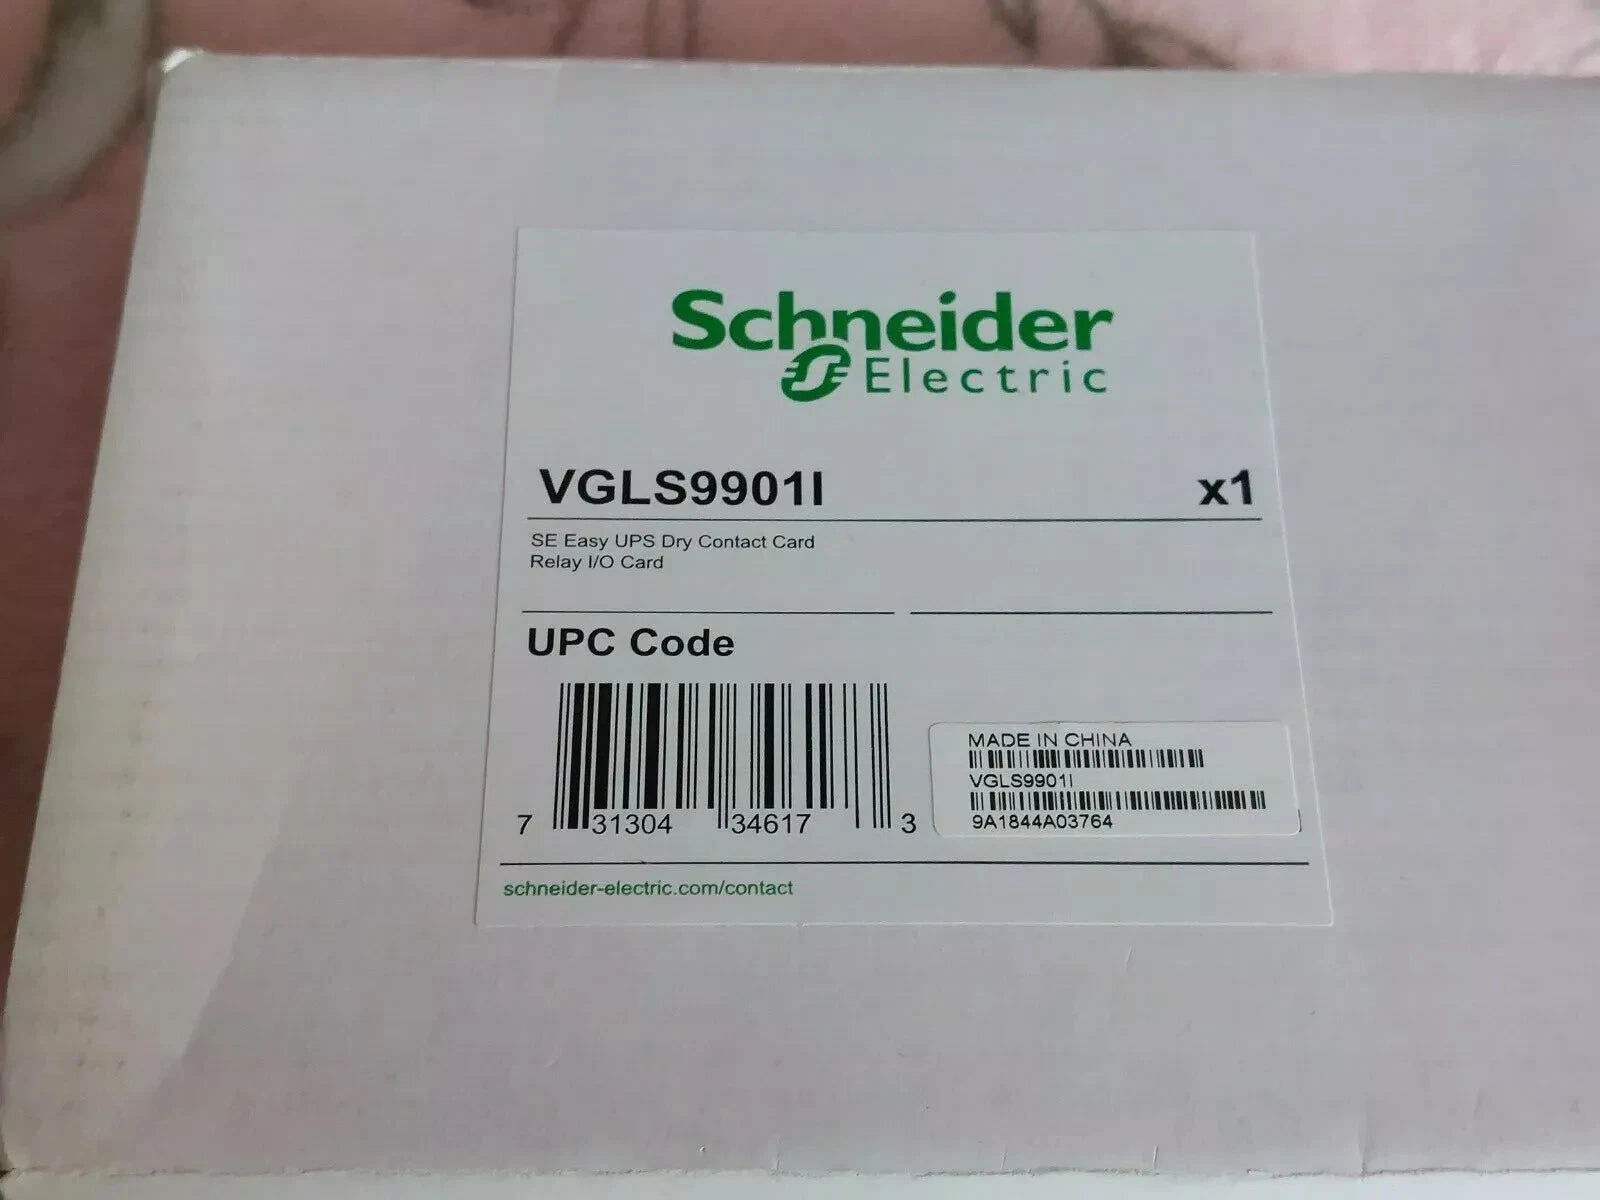 Schneider
Electric
VGLS9901I x1
SE Easy UPS Dry Contact Card
Relay I/O Card
UPC Code
7 31304 34617 3
MADE IN CHINA
VGLS9901I
9A1844A03764
schneider-electric.com/contact